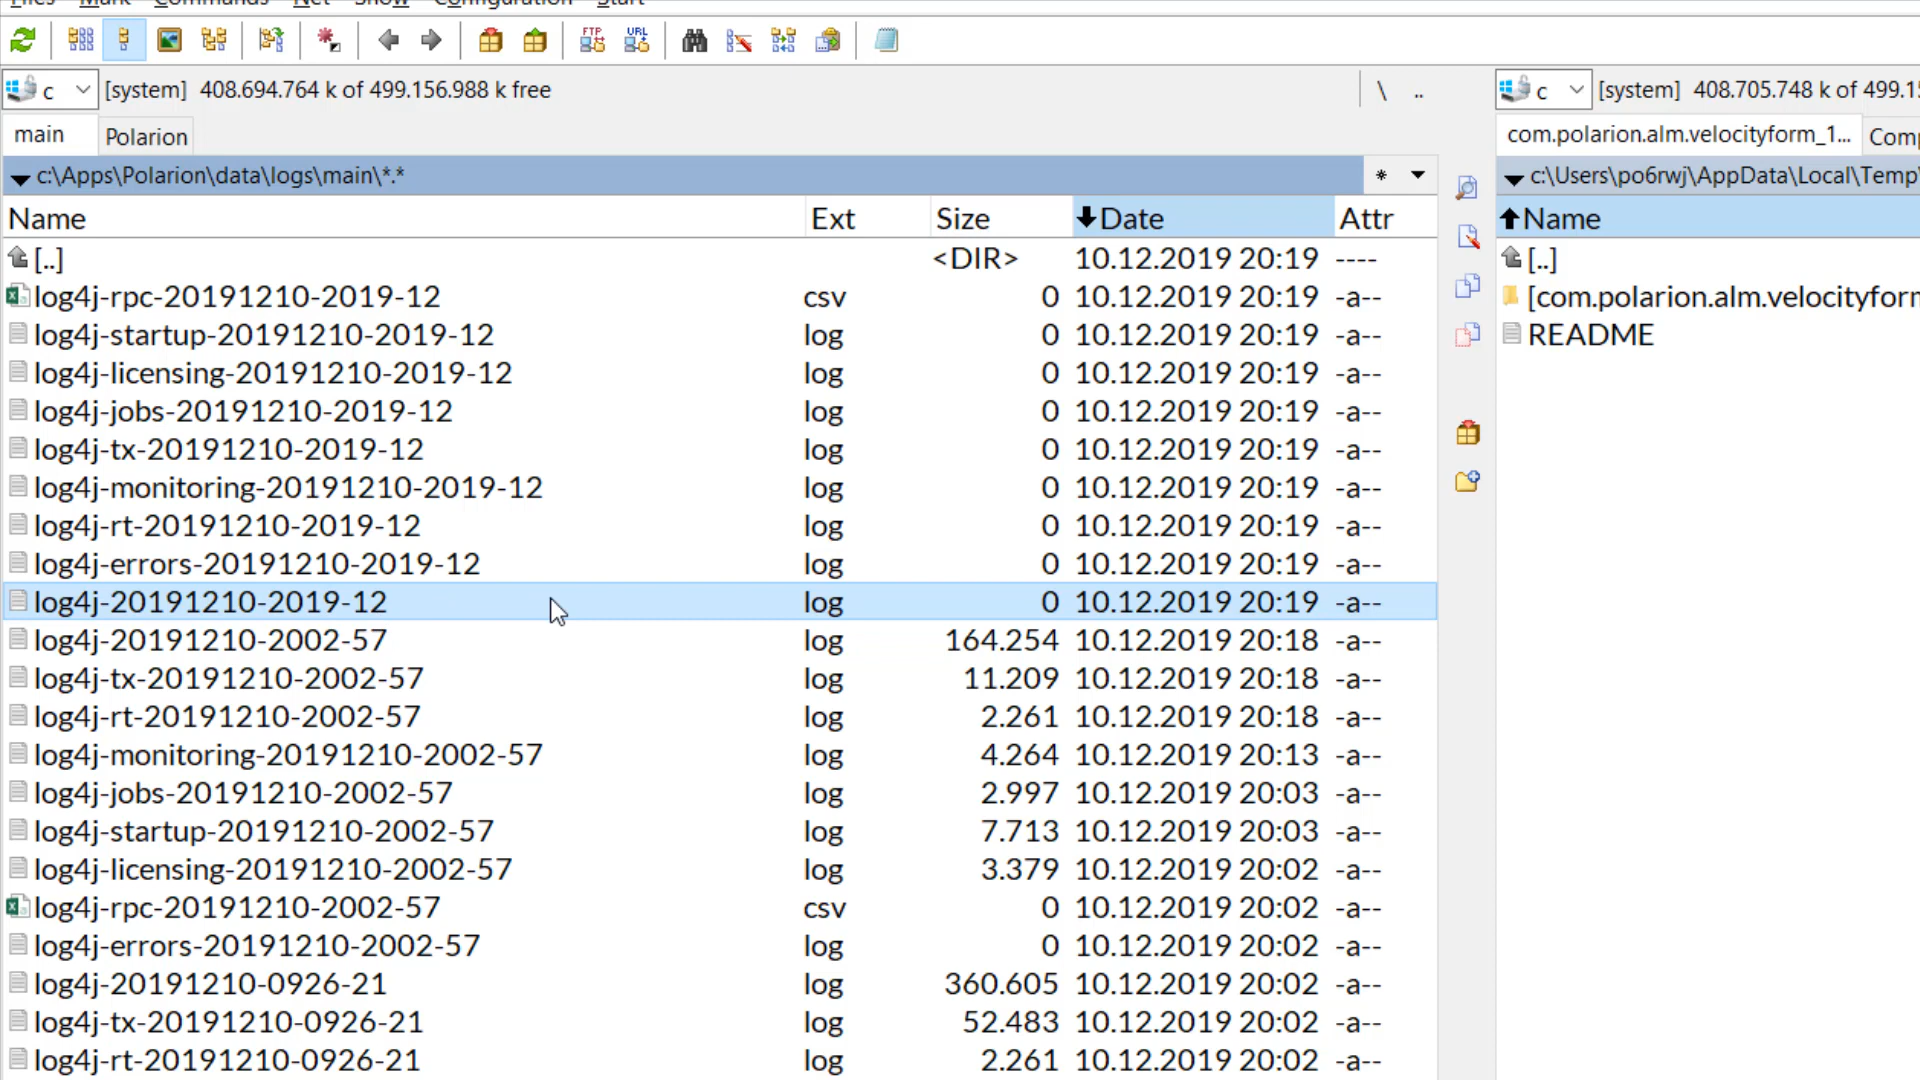 Files Mark Commands Net Show Configuration Start
FTP URL
c [system] 408.694.764 k of 499.156.988 k free \ ..
c [system] 408.705.748 k of 499.15
main Polarion
com.polarion.alm.velocityform_1... Com
c:\Apps\Polarion\data\logs\main\*.* *
c:\Users\po6rwj\AppData\Local\Temp\
Name Ext Size Date Attr
Name
[..] <DIR> 10.12.2019 20:19 ----
[..]
log4j-rpc-20191210-2019-12 csv 0 10.12.2019 20:19 -a--
[com.polarion.alm.velocityform
log4j-startup-20191210-2019-12 log 0 10.12.2019 20:19 -a--
README
log4j-licensing-20191210-2019-12 log 0 10.12.2019 20:19 -a--
log4j-jobs-20191210-2019-12 log 0 10.12.2019 20:19 -a--
log4j-tx-20191210-2019-12 log 0 10.12.2019 20:19 -a--
log4j-monitoring-20191210-2019-12 log 0 10.12.2019 20:19 -a--
log4j-rt-20191210-2019-12 log 0 10.12.2019 20:19 -a--
log4j-errors-20191210-2019-12 log 0 10.12.2019 20:19 -a--
log4j-20191210-2019-12 log 0 10.12.2019 20:19 -a--
log4j-20191210-2002-57 log 164.254 10.12.2019 20:18 -a--
log4j-tx-20191210-2002-57 log 11.209 10.12.2019 20:18 -a--
log4j-rt-20191210-2002-57 log 2.261 10.12.2019 20:18 -a--
log4j-monitoring-20191210-2002-57 log 4.264 10.12.2019 20:13 -a--
log4j-jobs-20191210-2002-57 log 2.997 10.12.2019 20:03 -a--
log4j-startup-20191210-2002-57 log 7.713 10.12.2019 20:03 -a--
log4j-licensing-20191210-2002-57 log 3.379 10.12.2019 20:02 -a--
log4j-rpc-20191210-2002-57 csv 0 10.12.2019 20:02 -a--
log4j-errors-20191210-2002-57 log 0 10.12.2019 20:02 -a--
log4j-20191210-0926-21 log 360.605 10.12.2019 20:02 -a--
log4j-tx-20191210-0926-21 log 52.483 10.12.2019 20:02 -a--
log4j-rt-20191210-0926-21 log 2.261 10.12.2019 20:02 -a--